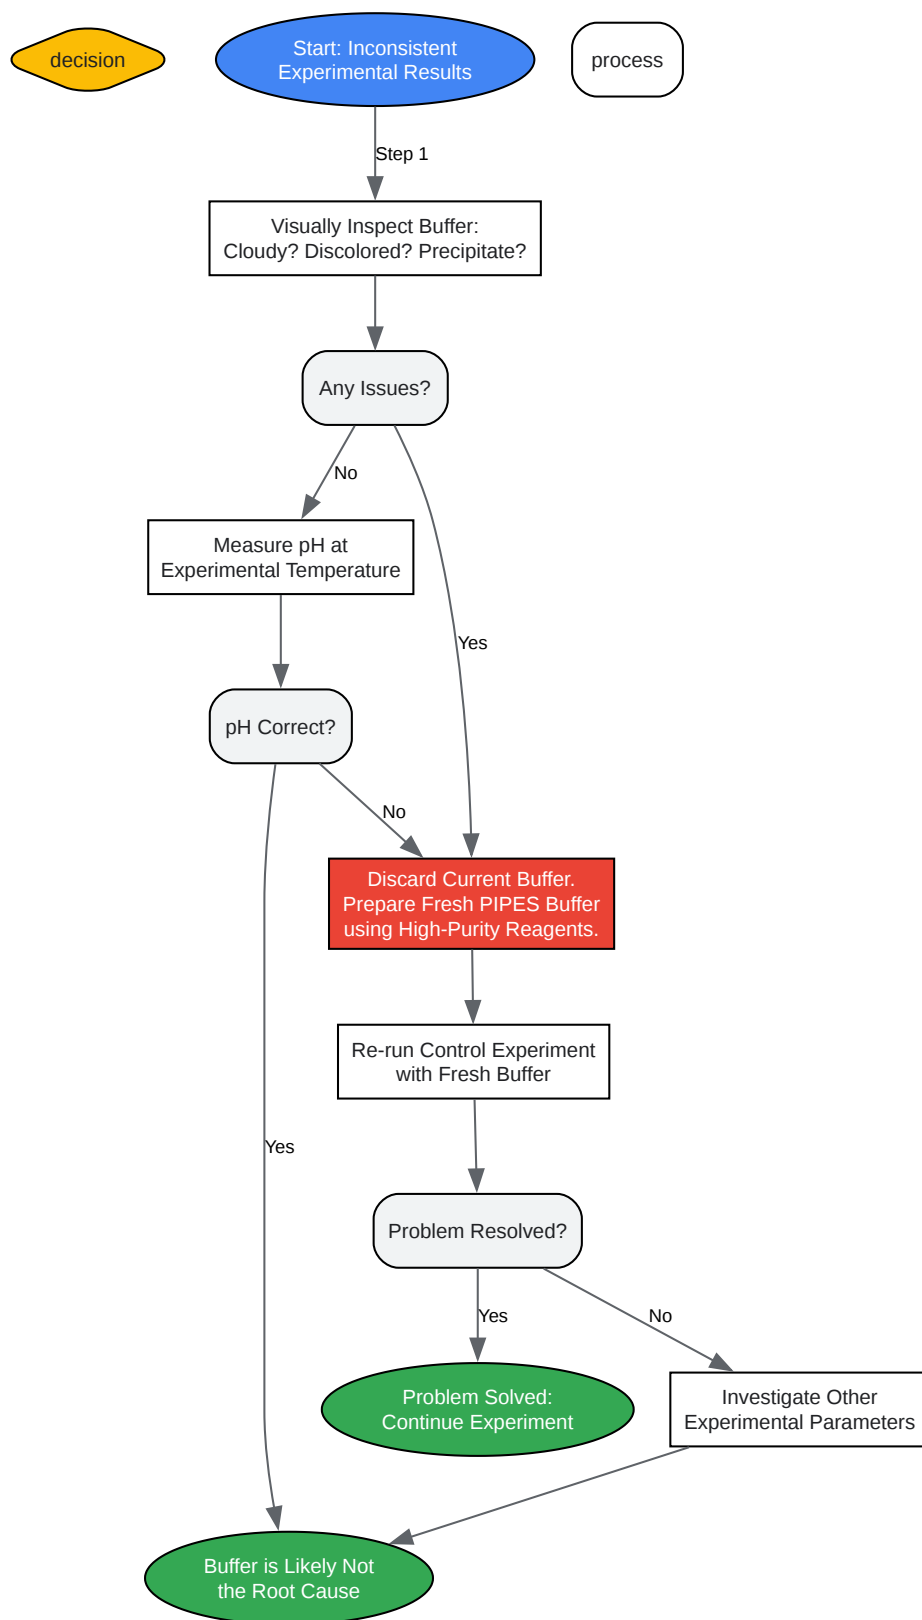 decision
Start: Inconsistent
Experimental Results
process
Step 1
Visually Inspect Buffer:
Cloudy? Discolored? Precipitate?
Any Issues?
No
Measure pH at
Experimental Temperature
Yes
pH Correct?
No
Discard Current Buffer.
Prepare Fresh PIPES Buffer
using High-Purity Reagents.
Re-run Control Experiment
with Fresh Buffer
Yes
Problem Resolved?
Yes
No
Problem Solved:
Continue Experiment
Investigate Other
Experimental Parameters
Buffer is Likely Not
the Root Cause